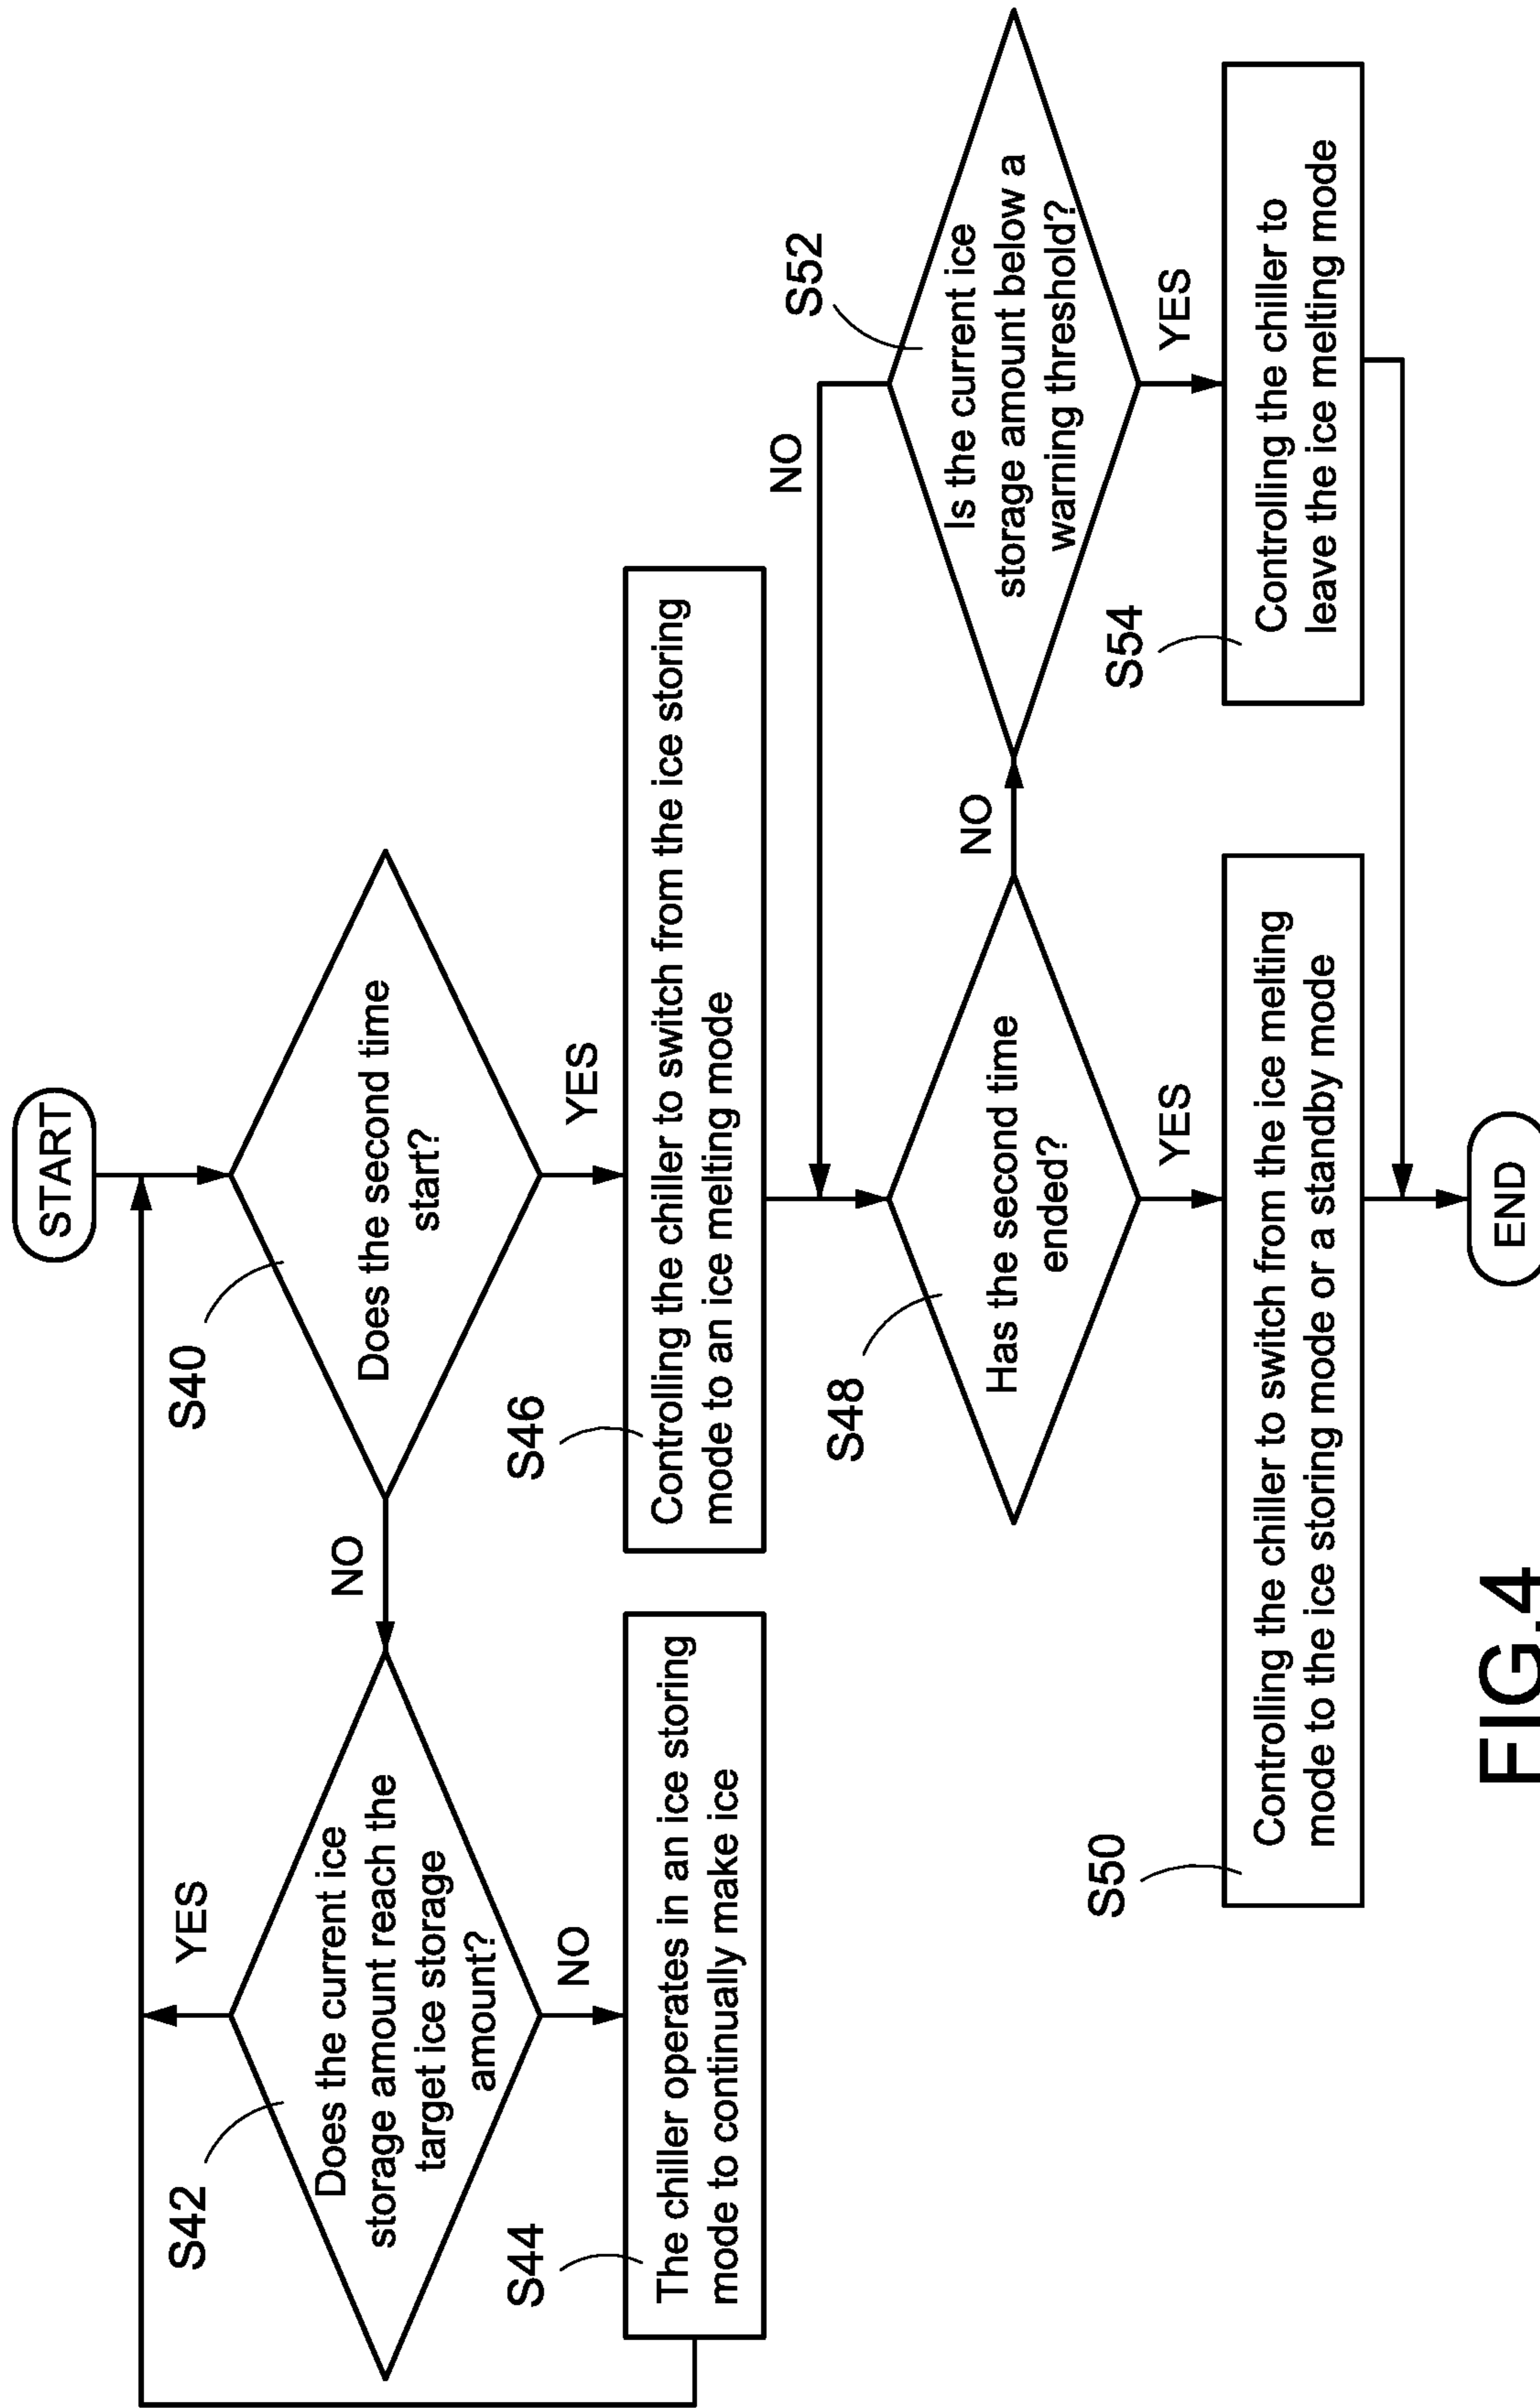 START
S40
Does the second time
start?
NO
YES
S42
Does the current ice
storage amount reach the
target ice storage
amount?
YES
NO
S44
The chiller operates in an ice storing
mode to continually make ice
S46
Controlling the chiller to switch from the ice storing
mode to an ice melting mode
S48
Has the second time
ended?
NO
YES
S52
Is the current ice
storage amount below a
warning threshold?
NO
YES
S50
Controlling the chiller to switch from the ice melting
mode to the ice storing mode or a standby mode
S54
Controlling the chiller to
leave the ice melting mode
END
FIG.4